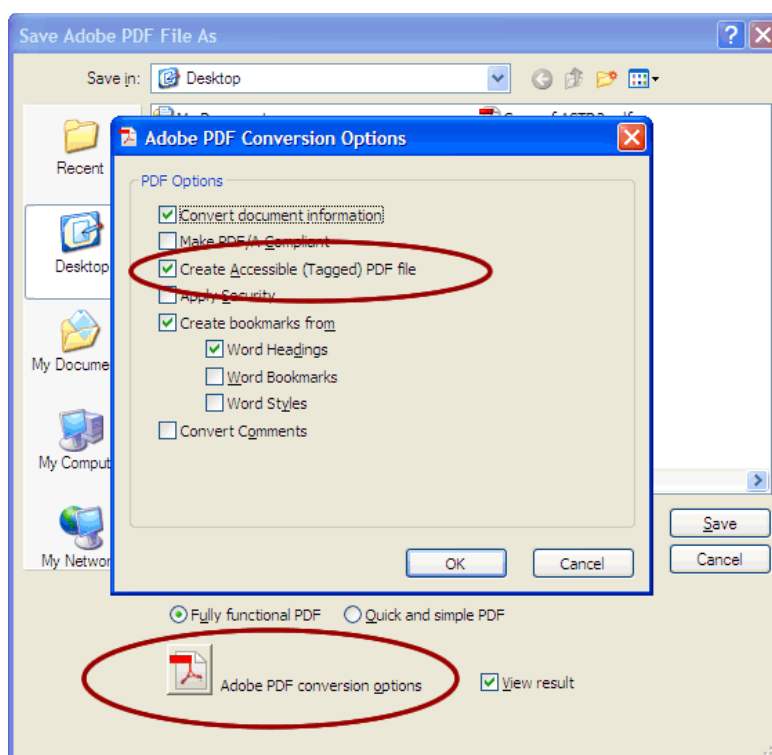 Save Adobe PDF File As
Save in: Desktop
Adobe PDF Conversion Options
Recent
Desktop
My Docume
My Comput
My Networ
PDF Options
Convert document information
Make PDF/A Compliant
Create Accessible (Tagged) PDF file
Apply Security
Create bookmarks from
Word Headings
Word Bookmarks
Word Styles
Convert Comments
OK Cancel
Save
Cancel
Fully functional PDF Quick and simple PDF
Adobe PDF conversion options View result